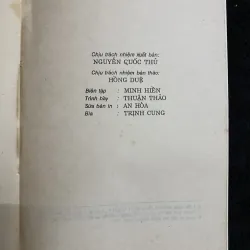 Chịu trách nhiệm xuất bản:
NGUYỄN QUỐC THỨ
Chịu trách nhiệm bản thảo:
HỒNG DUỆ
Biên tập : MINH HIỀN
Trình bày : THUẬN THẢO
Sửa bản in : AN HÒA
Bìa : TRỊNH CUNG